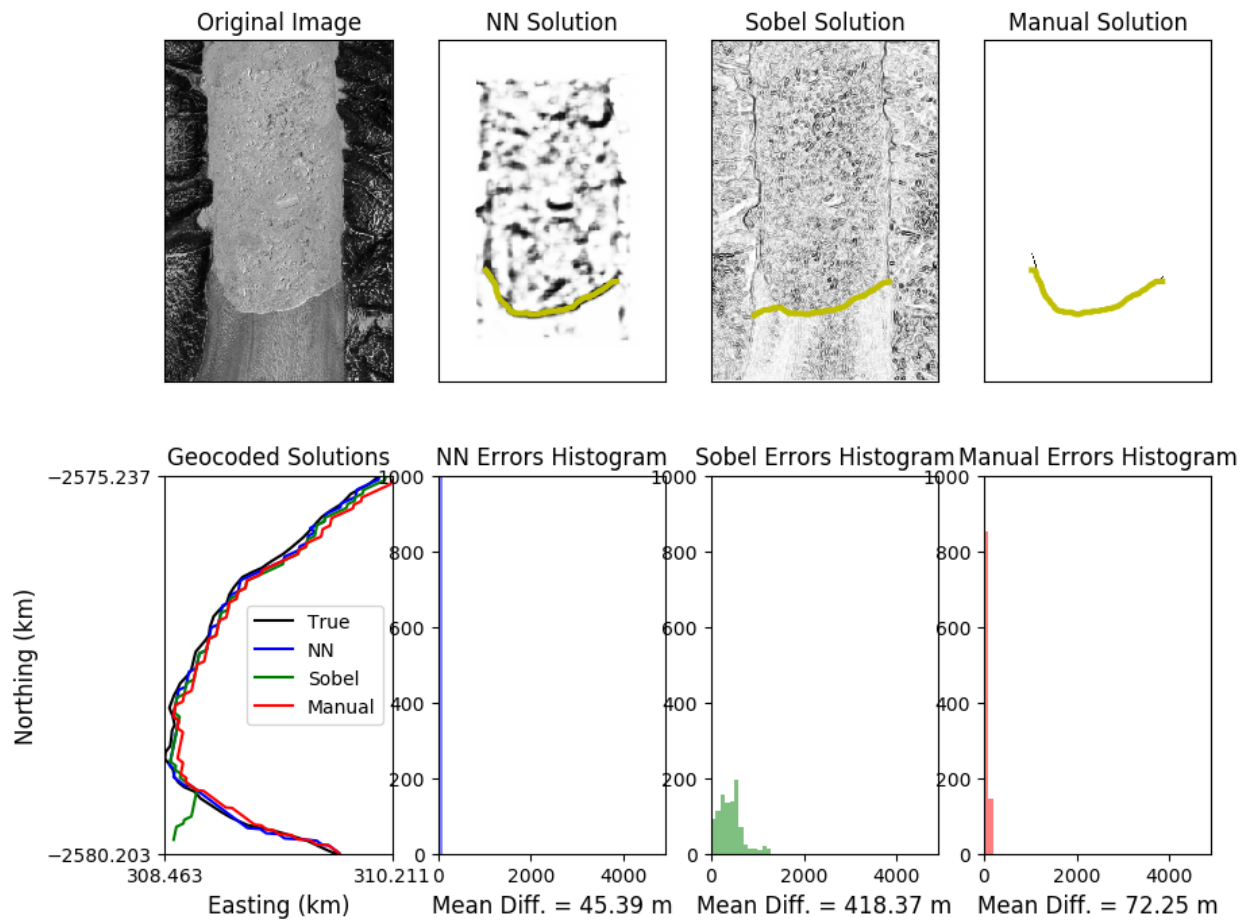 Original Image
NN Solution
Sobel Solution
Manual Solution
Geocoded Solutions
NN Errors Histogram
Sobel Errors Histogram
Manual Errors Histogram
−2575.237
−2580.203
Northing (km)
308.463
310.211
Easting (km)
True
NN
Sobel
Manual
1000
800
600
400
200
0
0
2000
4000
Mean Diff. = 45.39 m
1000
800
600
400
200
0
0
2000
4000
Mean Diff. = 418.37 m
1000
800
600
400
200
0
0
2000
4000
Mean Diff. = 72.25 m